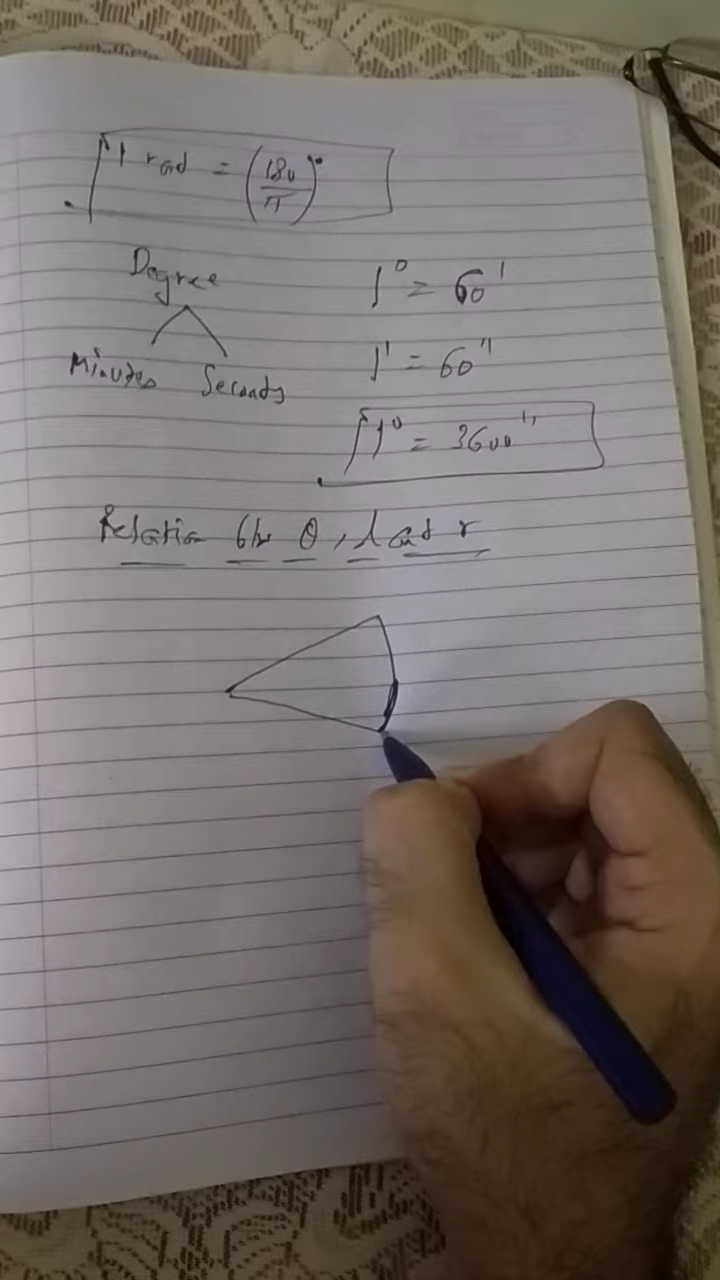 1 rad = (180/π)°
Degree
Minutes Seconds
1° = 60'
1' = 60"
1° = 3600"
Relation b/w θ, l and r